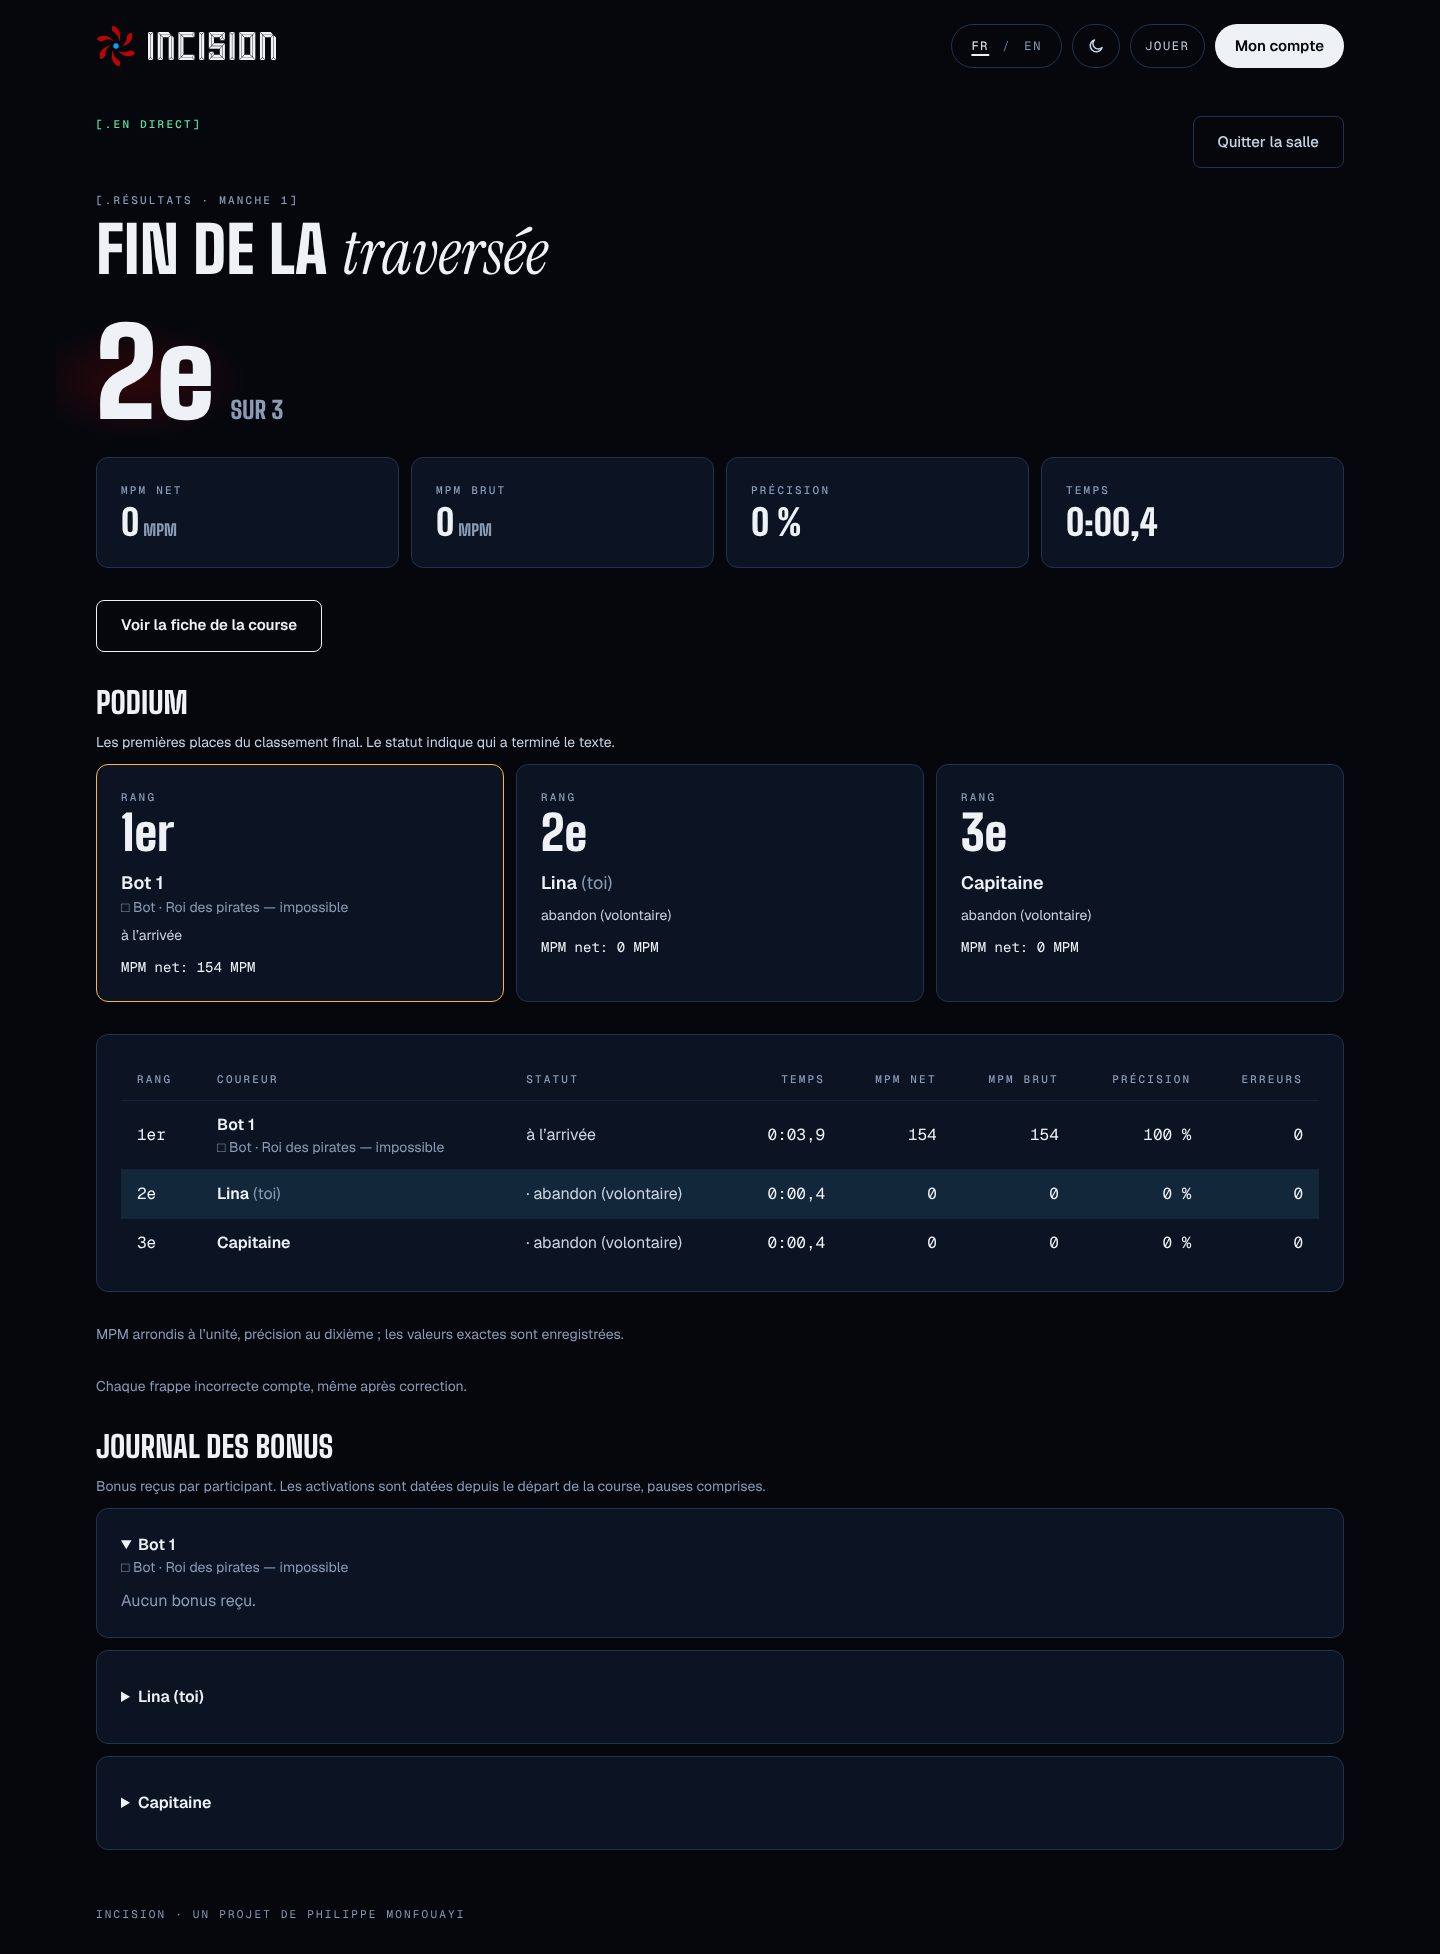 INCISION
FR / EN
JOUER
Mon compte
[.EN DIRECT]
Quitter la salle
[.RÉSULTATS · MANCHE 1]
FIN DE LA traversée
2e SUR 3
MPM NET
0 MPM
MPM BRUT
0 MPM
PRÉCISION
0 %
TEMPS
0:00,4
Voir la fiche de la course
PODIUM
Les premières places du classement final. Le statut indique qui a terminé le texte.
RANG
1er
Bot 1
□ Bot · Roi des pirates — impossible
à l’arrivée
MPM net: 154 MPM
RANG
2e
Lina (toi)
abandon (volontaire)
MPM net: 0 MPM
RANG
3e
Capitaine
abandon (volontaire)
MPM net: 0 MPM
RANG COUREUR STATUT TEMPS MPM NET MPM BRUT PRÉCISION ERREURS
1er Bot 1 à l’arrivée 0:03,9 154 154 100 % 0
□ Bot · Roi des pirates — impossible
2e Lina (toi) · abandon (volontaire) 0:00,4 0 0 0 % 0
3e Capitaine · abandon (volontaire) 0:00,4 0 0 0 % 0
MPM arrondis à l’unité, précision au dixième ; les valeurs exactes sont enregistrées.
Chaque frappe incorrecte compte, même après correction.
JOURNAL DES BONUS
Bonus reçus par participant. Les activations sont datées depuis le départ de la course, pauses comprises.
▼ Bot 1
□ Bot · Roi des pirates — impossible
Aucun bonus reçu.
▶ Lina (toi)
▶ Capitaine
INCISION · UN PROJET DE PHILIPPE MONFOUAYI